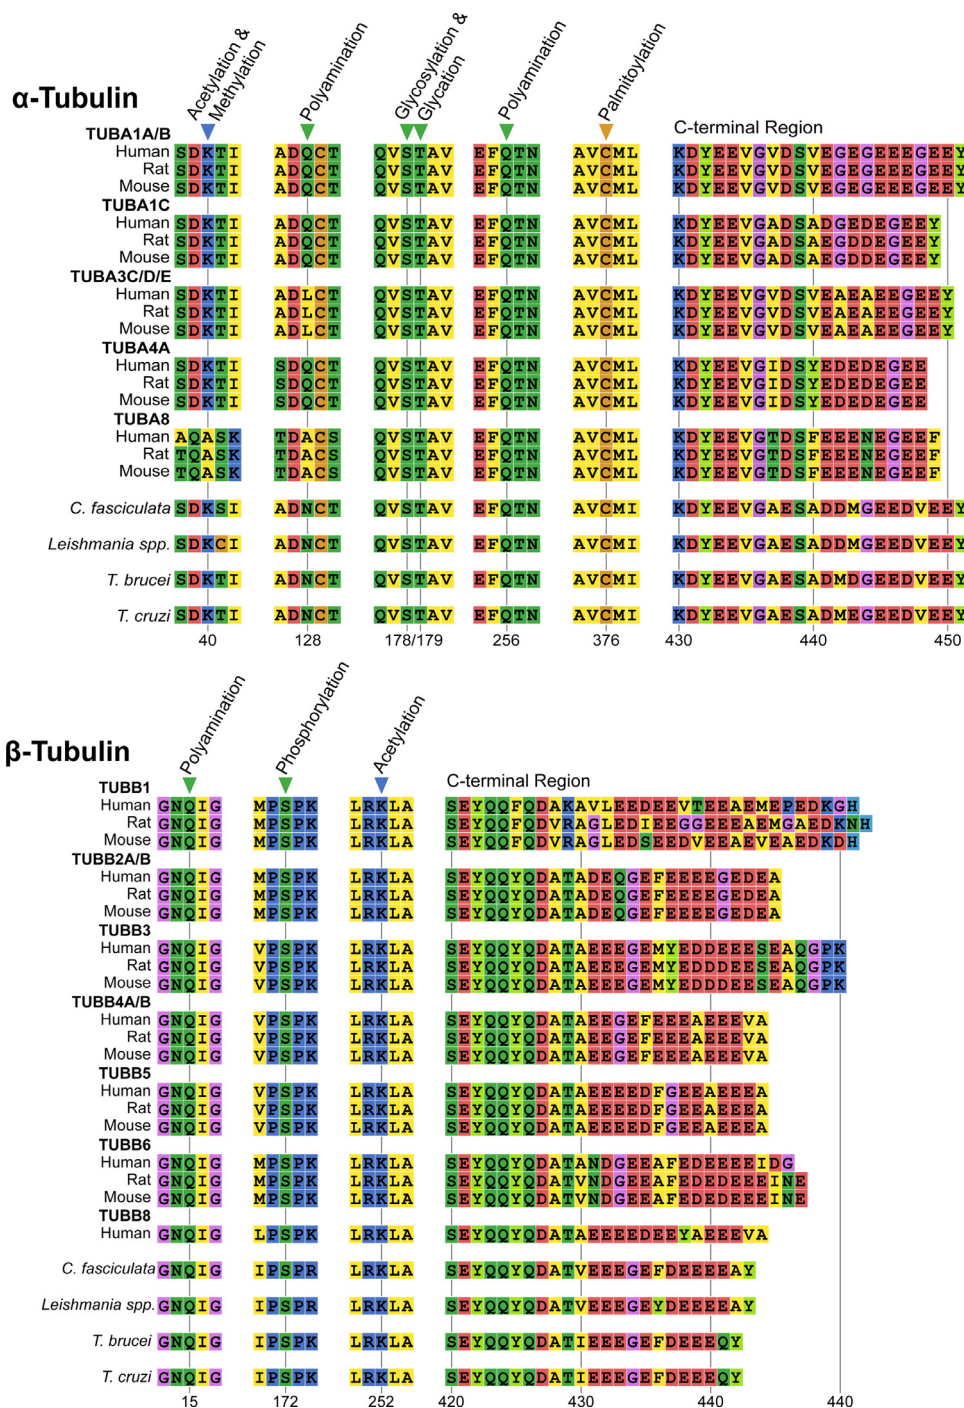 Acetylation &
Methylation
Polyamination
Glycosylation &
Glycation
Polyamination
Palmitoylation
α-Tubulin
C-terminal Region
TUBA1A/B
Human SDKTI ADQCT QVSTAV EFQTN AVCML KDYEEVGVDSVEGEGEEEGEEY
Rat SDKTI ADQCT QVSTAV EFQTN AVCML KDYEEVGVDSVEGEGEEEGEEY
Mouse SDKTI ADQCT QVSTAV EFQTN AVCML KDYEEVGVDSVEGEGEEEGEEY
TUBA1C
Human SDKTI ADQCT QVSTAV EFQTN AVCML KDYEEVGADSADGEDEGEEY
Rat SDKTI ADQCT QVSTAV EFQTN AVCML KDYEEVGADSAEGDDEGEEY
Mouse SDKTI ADQCT QVSTAV EFQTN AVCML KDYEEVGADSAEGDDEGEEY
TUBA3C/D/E
Human SDKTI ADLCT QVSTAV EFQTN AVCML KDYEEVGVDSVEAEAEEGEEY
Rat SDKTI ADLCT QVSTAV EFQTN AVCML KDYEEVGVDSVEAEAEEGEEY
Mouse SDKTI ADLCT QVSTAV EFQTN AVCML KDYEEVGVDSVEAEAEEGEEY
TUBA4A
Human SDKTI SDQCT QVSTAV EFQTN AVCML KDYEEVGIDSYEDEDEGEE
Rat SDKTI SDQCT QVSTAV EFQTN AVCML KDYEEVGIDSYEDEDEGEE
Mouse SDKTI SDQCT QVSTAV EFQTN AVCML KDYEEVGIDSYEDEDEGEE
TUBA8
Human AQASK TDACS QVSTAV EFQTN AVCML KDYEEVGTDSFEEENEGEEF
Rat TQASK TDACS QVSTAV EFQTN AVCML KDYEEVGTDSFEEENEGEEF
Mouse TQASK TDACS QVSTAV EFQTN AVCML KDYEEVGTDSFEEENEGEEF
C. fasciculata SDKSI ADNCT QVSTAV EFQTN AVCMI KDYEEVGAESADDMGEEDVEEY
Leishmania spp. SDKCI ADNCT QVSTAV EFQTN AVCMI KDYEEVGAESADDMGEEDVEEY
T. brucei SDKTI ADNCT QVSTAV EFQTN AVCMI KDYEEVGAESADMDGEEDVEEY
T. cruzi SDKTI ADNCT QVSTAV EFQTN AVCMI KDYEEVGAESADMEGEEDVEEY
40 128 178/179 256 376 430 440 450
Polyamination
Phosphorylation
Acetylation
β-Tubulin
C-terminal Region
TUBB1
Human GNQIG MPSPK LRKLA SEYQQFQDAKAVLEEDEEVTEEAEMEPEDKGH
Rat GNQIG MPSPK LRKLA SEYQQFQDVRAGLEDIEEGGEEEAEMGAEDKNH
Mouse GNQIG MPSPK LRKLA SEYQQFQDVRAGLEDSEEDVEEAEVEAEDKDH
TUBB2A/B
Human GNQIG MPSPK LRKLA SEYQQYQDATADEQGEFEEEEGEDEA
Rat GNQIG MPSPK LRKLA SEYQQYQDATADEQGEFEEEEGEDEA
Mouse GNQIG MPSPK LRKLA SEYQQYQDATADEQGEFEEEEGEDEA
TUBB3
Human GNQIG VPSPK LRKLA SEYQQYQDATAEEEGEMYEDDEEESEAQGPK
Rat GNQIG VPSPK LRKLA SEYQQYQDATAEEEGEMYEDDDEESEAQGPK
Mouse GNQIG VPSPK LRKLA SEYQQYQDATAEEEGEMYEDDDEESEAQGPK
TUBB4A/B
Human GNQIG VPSPK LRKLA SEYQQYQDATAEEGEFEEEAEEEVA
Rat GNQIG VPSPK LRKLA SEYQQYQDATAEEGEFEEEAEEEVA
Mouse GNQIG VPSPK LRKLA SEYQQYQDATAEEGEFEEEAEEEVA
TUBB5
Human GNQIG VPSPK LRKLA SEYQQYQDATAEEEEDFGEEAEEEA
Rat GNQIG VPSPK LRKLA SEYQQYQDATAEEEEDFGEEAEEEA
Mouse GNQIG VPSPK LRKLA SEYQQYQDATAEEEEDFGEEAEEEA
TUBB6
Human GNQIG MPSPK LRKLA SEYQQYQDATANDGEEAFEDEEEEIDG
Rat GNQIG MPSPK LRKLA SEYQQYQDATVNDGEEAFEDEDEEEINE
Mouse GNQIG MPSPK LRKLA SEYQQYQDATVNDGEEAFEDEDEEEINE
TUBB8
Human GNQIG LPSPK LRKLA SEYQQYQDATAEEEEDEEYAEEEVA
C. fasciculata GNQIG IPSPR LRKLA SEYQQYQDATVEEEGEFDEEEEAY
Leishmania spp. GNQIG IPSPR LRKLA SEYQQYQDATVEEEGEYDEEEEAY
T. brucei GNQIG IPSPK LRKLA SEYQQYQDATIEEEGEFDEEEQY
T. cruzi GNQIG IPSPK LRKLA SEYQQYQDATIEEEGEFDEEEQY
15 172 252 420 430 440 440